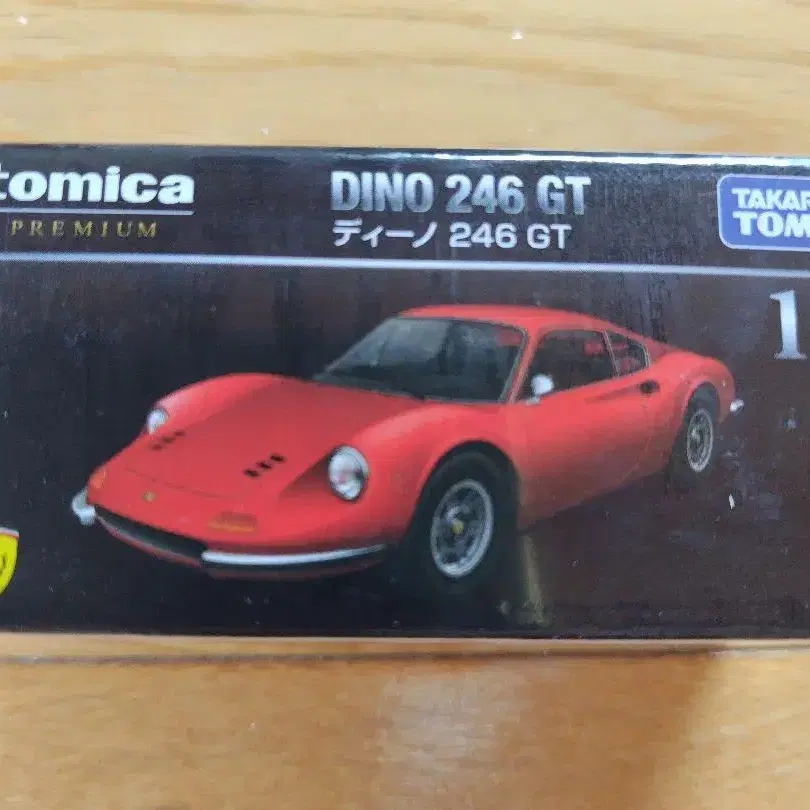 tomica
PREMIUM
DINO 246 GT
ディーノ 246 GT
TAKAR
TOM
1